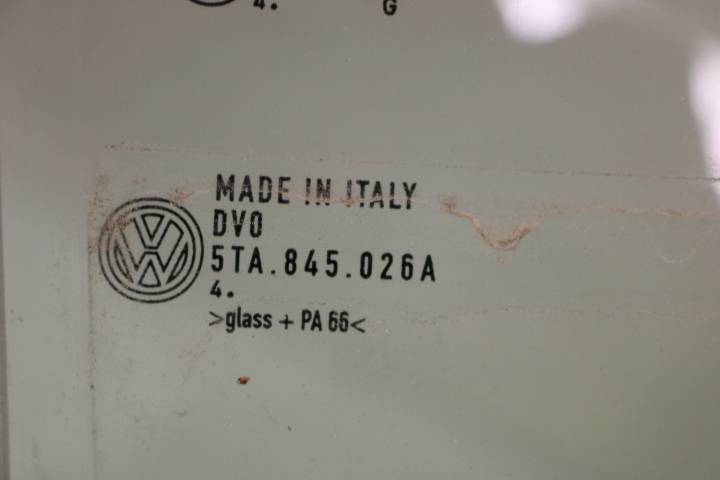 4. G
MADE IN ITALY
DVO
5TA.845.026A
4.
>glass + PA 66<